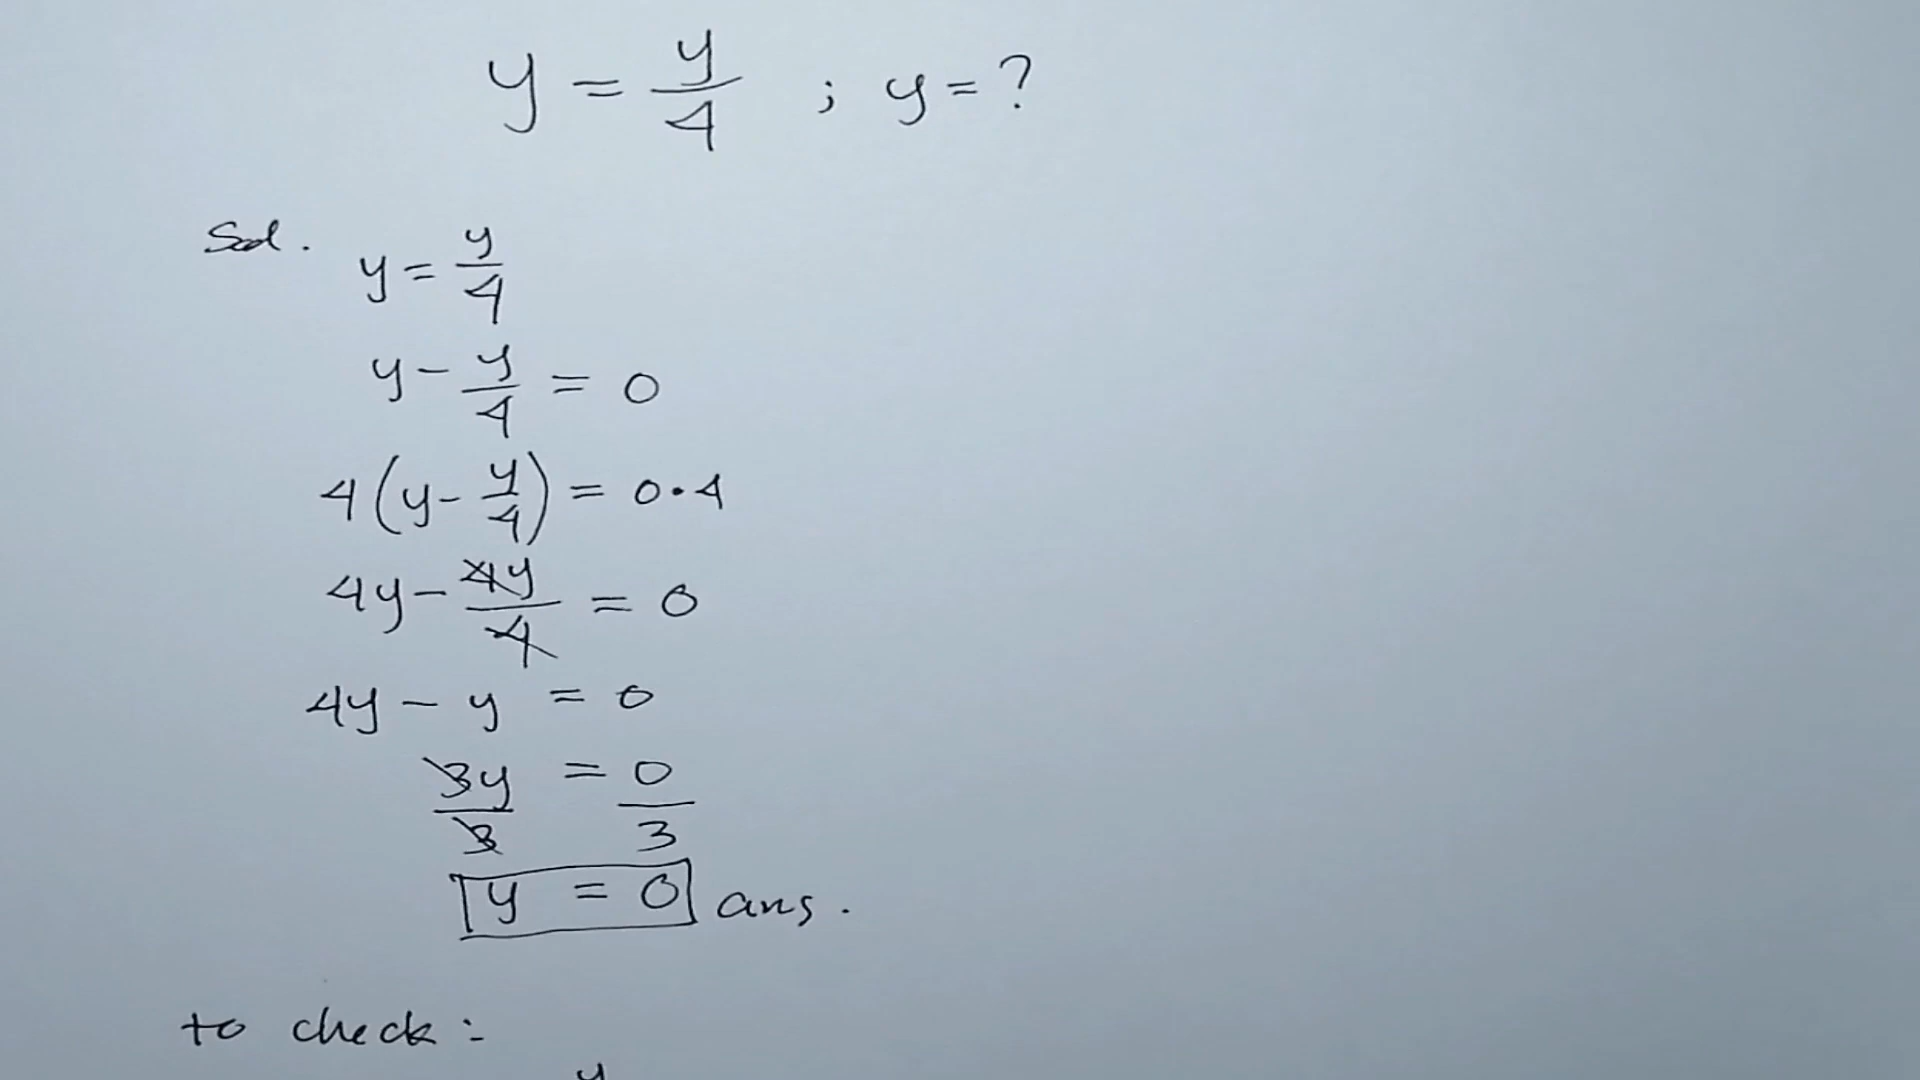 y = y/4 ; y = ?
Sol.
y = y/4
y - y/4 = 0
4(y - y/4) = 0·4
4y - 4y/4 = 0
4y - y = 0
3y/3 = 0/3
y = 0 ans.
to check:
y